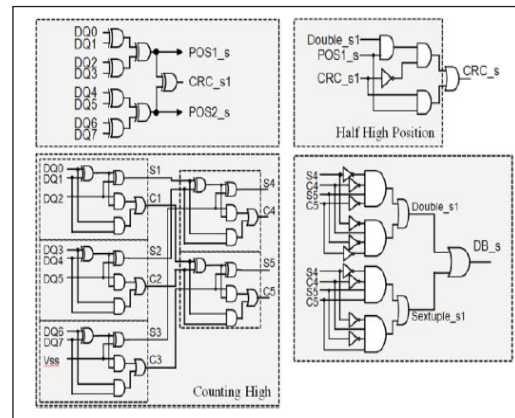 DQ0
DQ1
DQ2
DQ3
DQ4
DQ5
DQ6
DQ7
POS1_s
CRC_s1
POS2_s
Double_s1
POS1_s
CRC_s1
CRC_s
Half High Position
DQ0
DQ1
DQ2
S1
C1
DQ3
DQ4
DQ5
S2
C2
DQ6
DQ7
Vss
S3
C3
S4
C4
S5
C5
Counting High
S4
C4
S5
C5
Double_s1
S4
C4
S5
C5
Sextuple_s1
DB_s